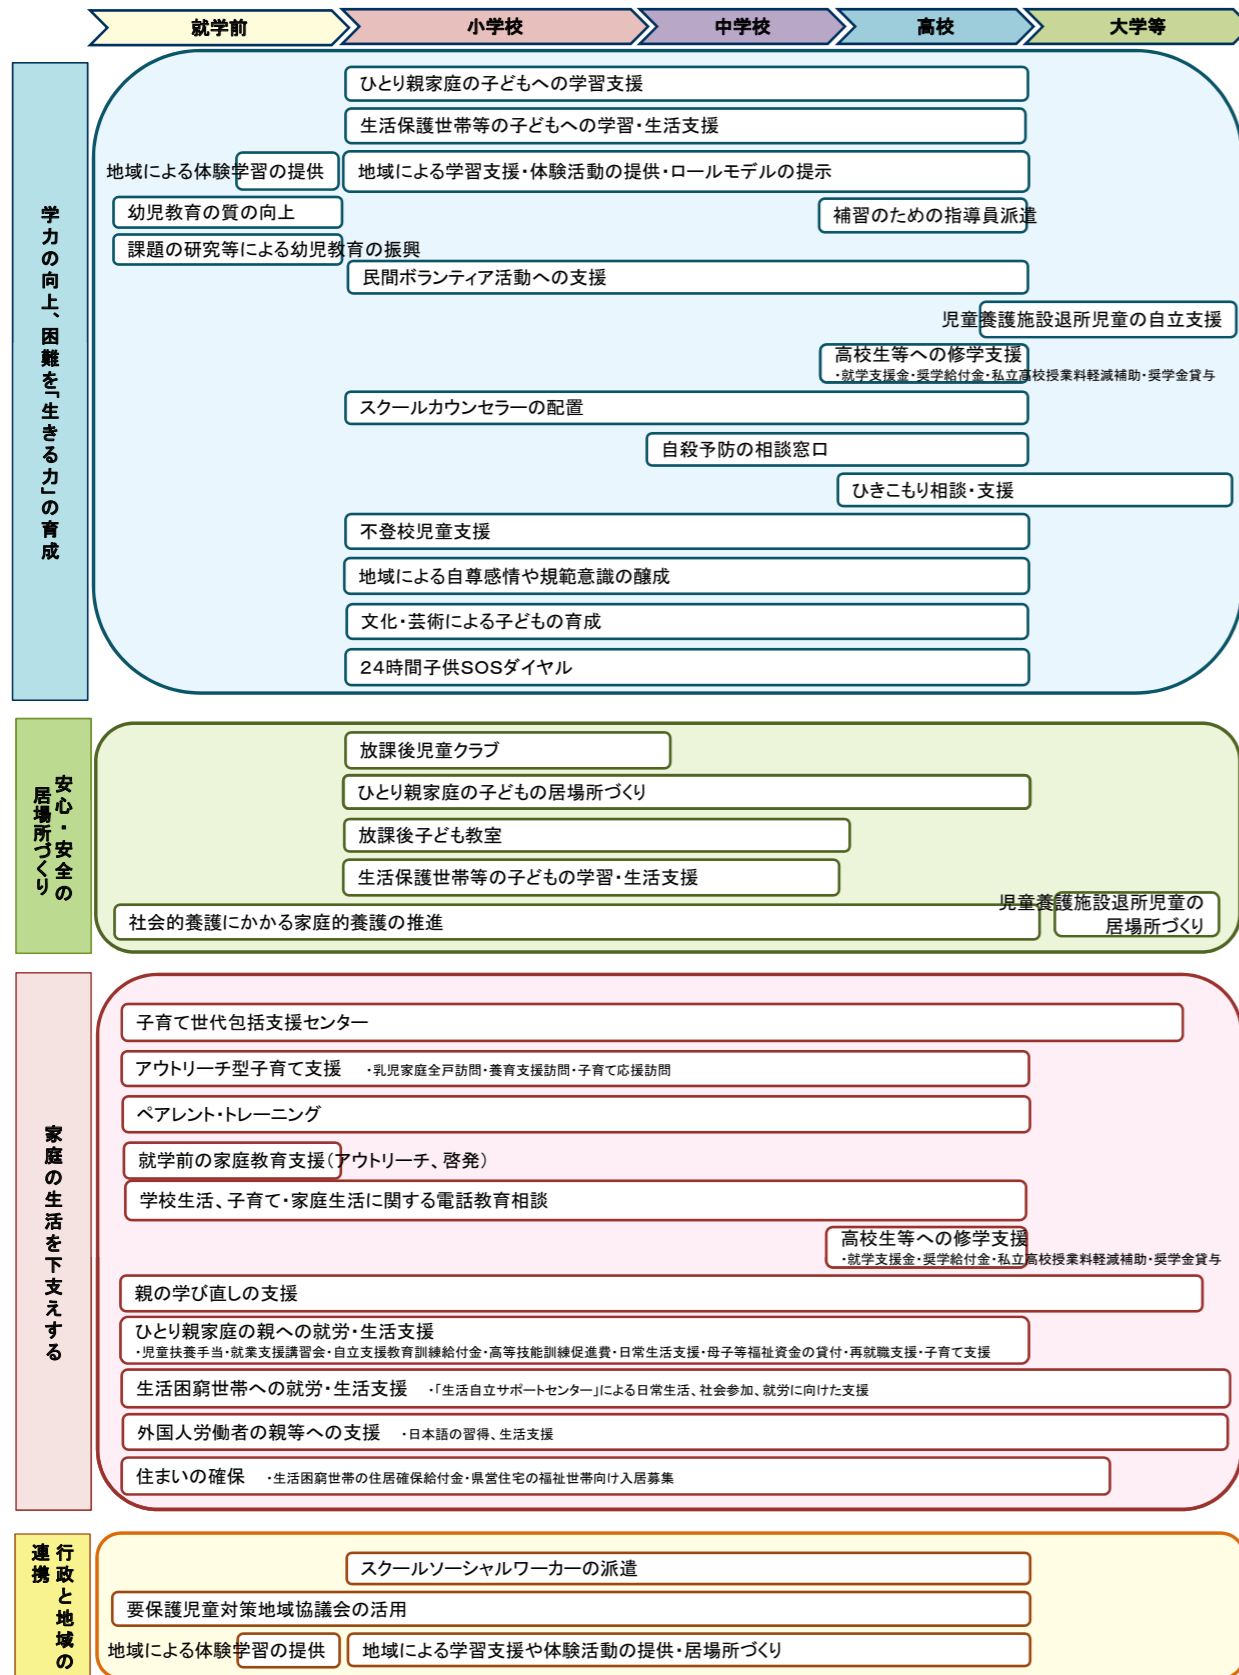 就学前
小学校
中学校
高校
大学等
学力の向上、困難を「生きる力」の育成
ひとり親家庭の子どもへの学習支援
生活保護世帯等の子どもへの学習・生活支援
地域による体験学習の提供
地域による学習支援・体験活動の提供・ロールモデルの提示
幼児教育の質の向上
補習のための指導員派遣
課題の研究等による幼児教育の振興
民間ボランティア活動への支援
児童養護施設退所児童の自立支援
高校生等への修学支援
・就学支援金・奨学給付金・私立高校授業料軽減補助・奨学金貸与
スクールカウンセラーの配置
自殺予防の相談窓口
ひきこもり相談・支援
不登校児童支援
地域による自尊感情や規範意識の醸成
文化・芸術による子どもの育成
24時間子供SOSダイヤル
安心・安全の
居場所づくり
放課後児童クラブ
ひとり親家庭の子どもの居場所づくり
放課後子ども教室
生活保護世帯等の子どもの学習・生活支援
社会的養護にかかる家庭的養護の推進
児童養護施設退所児童の
居場所づくり
家庭の生活を下支えする
子育て世代包括支援センター
アウトリーチ型子育て支援　・乳児家庭全戸訪問・養育支援訪問・子育て応援訪問
ペアレント・トレーニング
就学前の家庭教育支援(アウトリーチ、啓発)
学校生活、子育て・家庭生活に関する電話教育相談
高校生等への修学支援
・就学支援金・奨学給付金・私立高校授業料軽減補助・奨学金貸与
親の学び直しの支援
ひとり親家庭の親への就労・生活支援
・児童扶養手当・就業支援講習会・自立支援教育訓練給付金・高等技能訓練促進費・日常生活支援・母子等福祉資金の貸付・再就職支援・子育て支援
生活困窮世帯への就労・生活支援　・「生活自立サポートセンター」による日常生活、社会参加、就労に向けた支援
外国人労働者の親等への支援　・日本語の習得、生活支援
住まいの確保　・生活困窮世帯の住居確保給付金・県営住宅の福祉世帯向け入居募集
行政と地域の
連携
スクールソーシャルワーカーの派遣
要保護児童対策地域協議会の活用
地域による体験学習の提供
地域による学習支援や体験活動の提供・居場所づくり